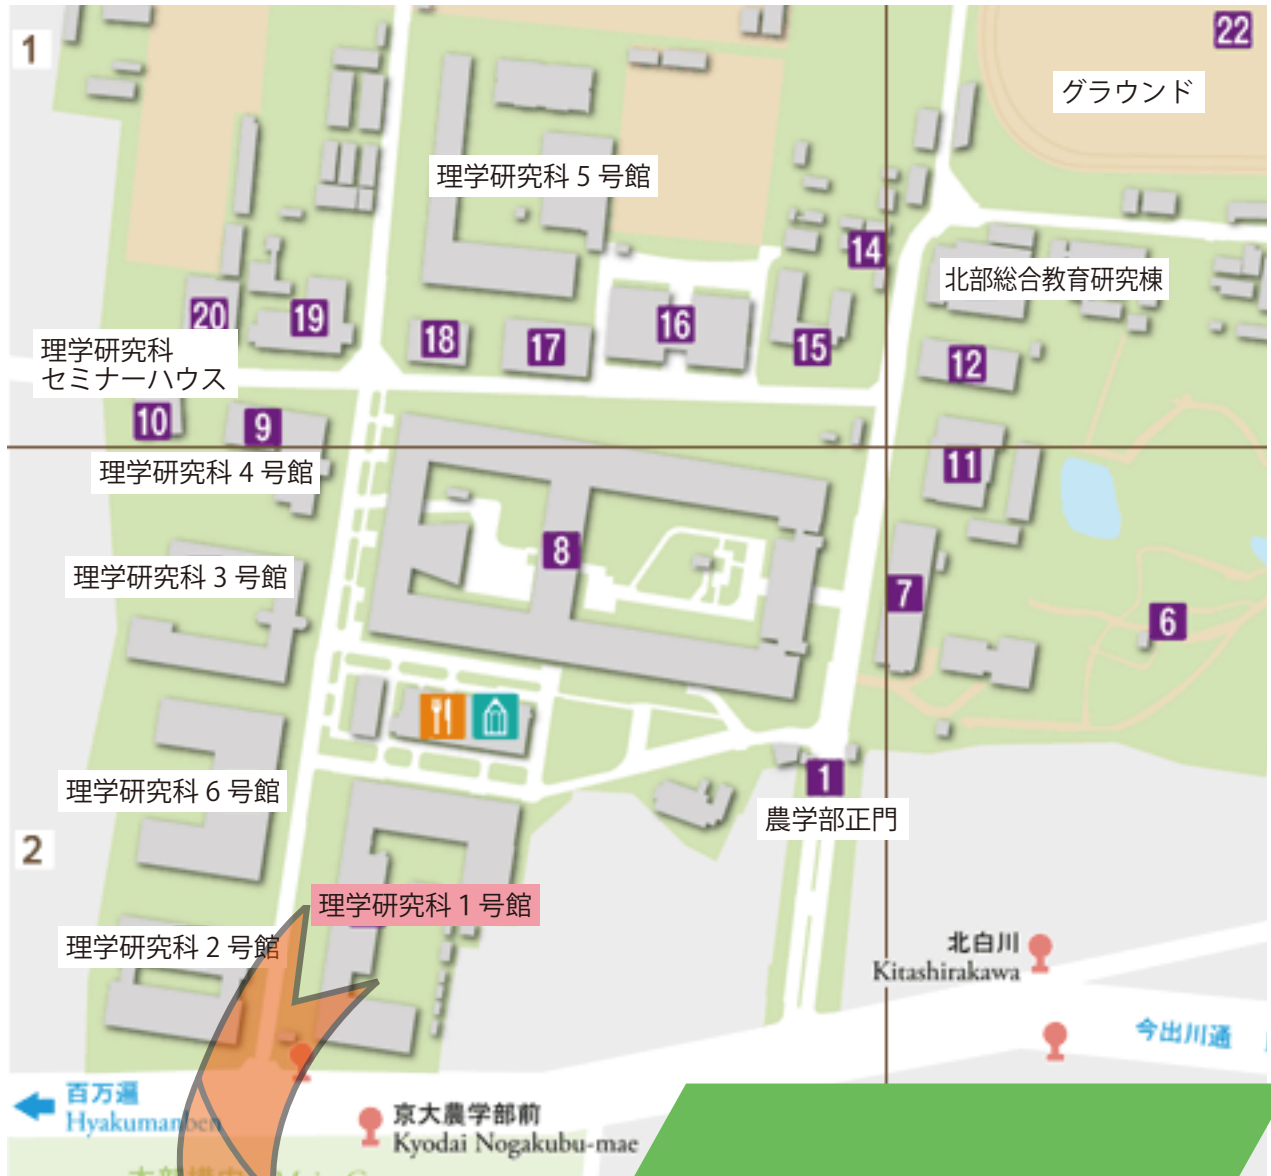 1
22
グラウンド
理学研究科 5 号館
14
北部総合教育研究棟
20
19
18
17
16
15
12
理学研究科
セミナーハウス
10
9
11
理学研究科 4 号館
8
理学研究科 3 号館
7
6
1
理学研究科 6 号館
農学部正門
2
理学研究科 1 号館
理学研究科 2 号館
北白川
Kitashirakawa
今出川通
百万遍
Hyakumanben
京大農学部前
Kyodai Nogakubu-mae